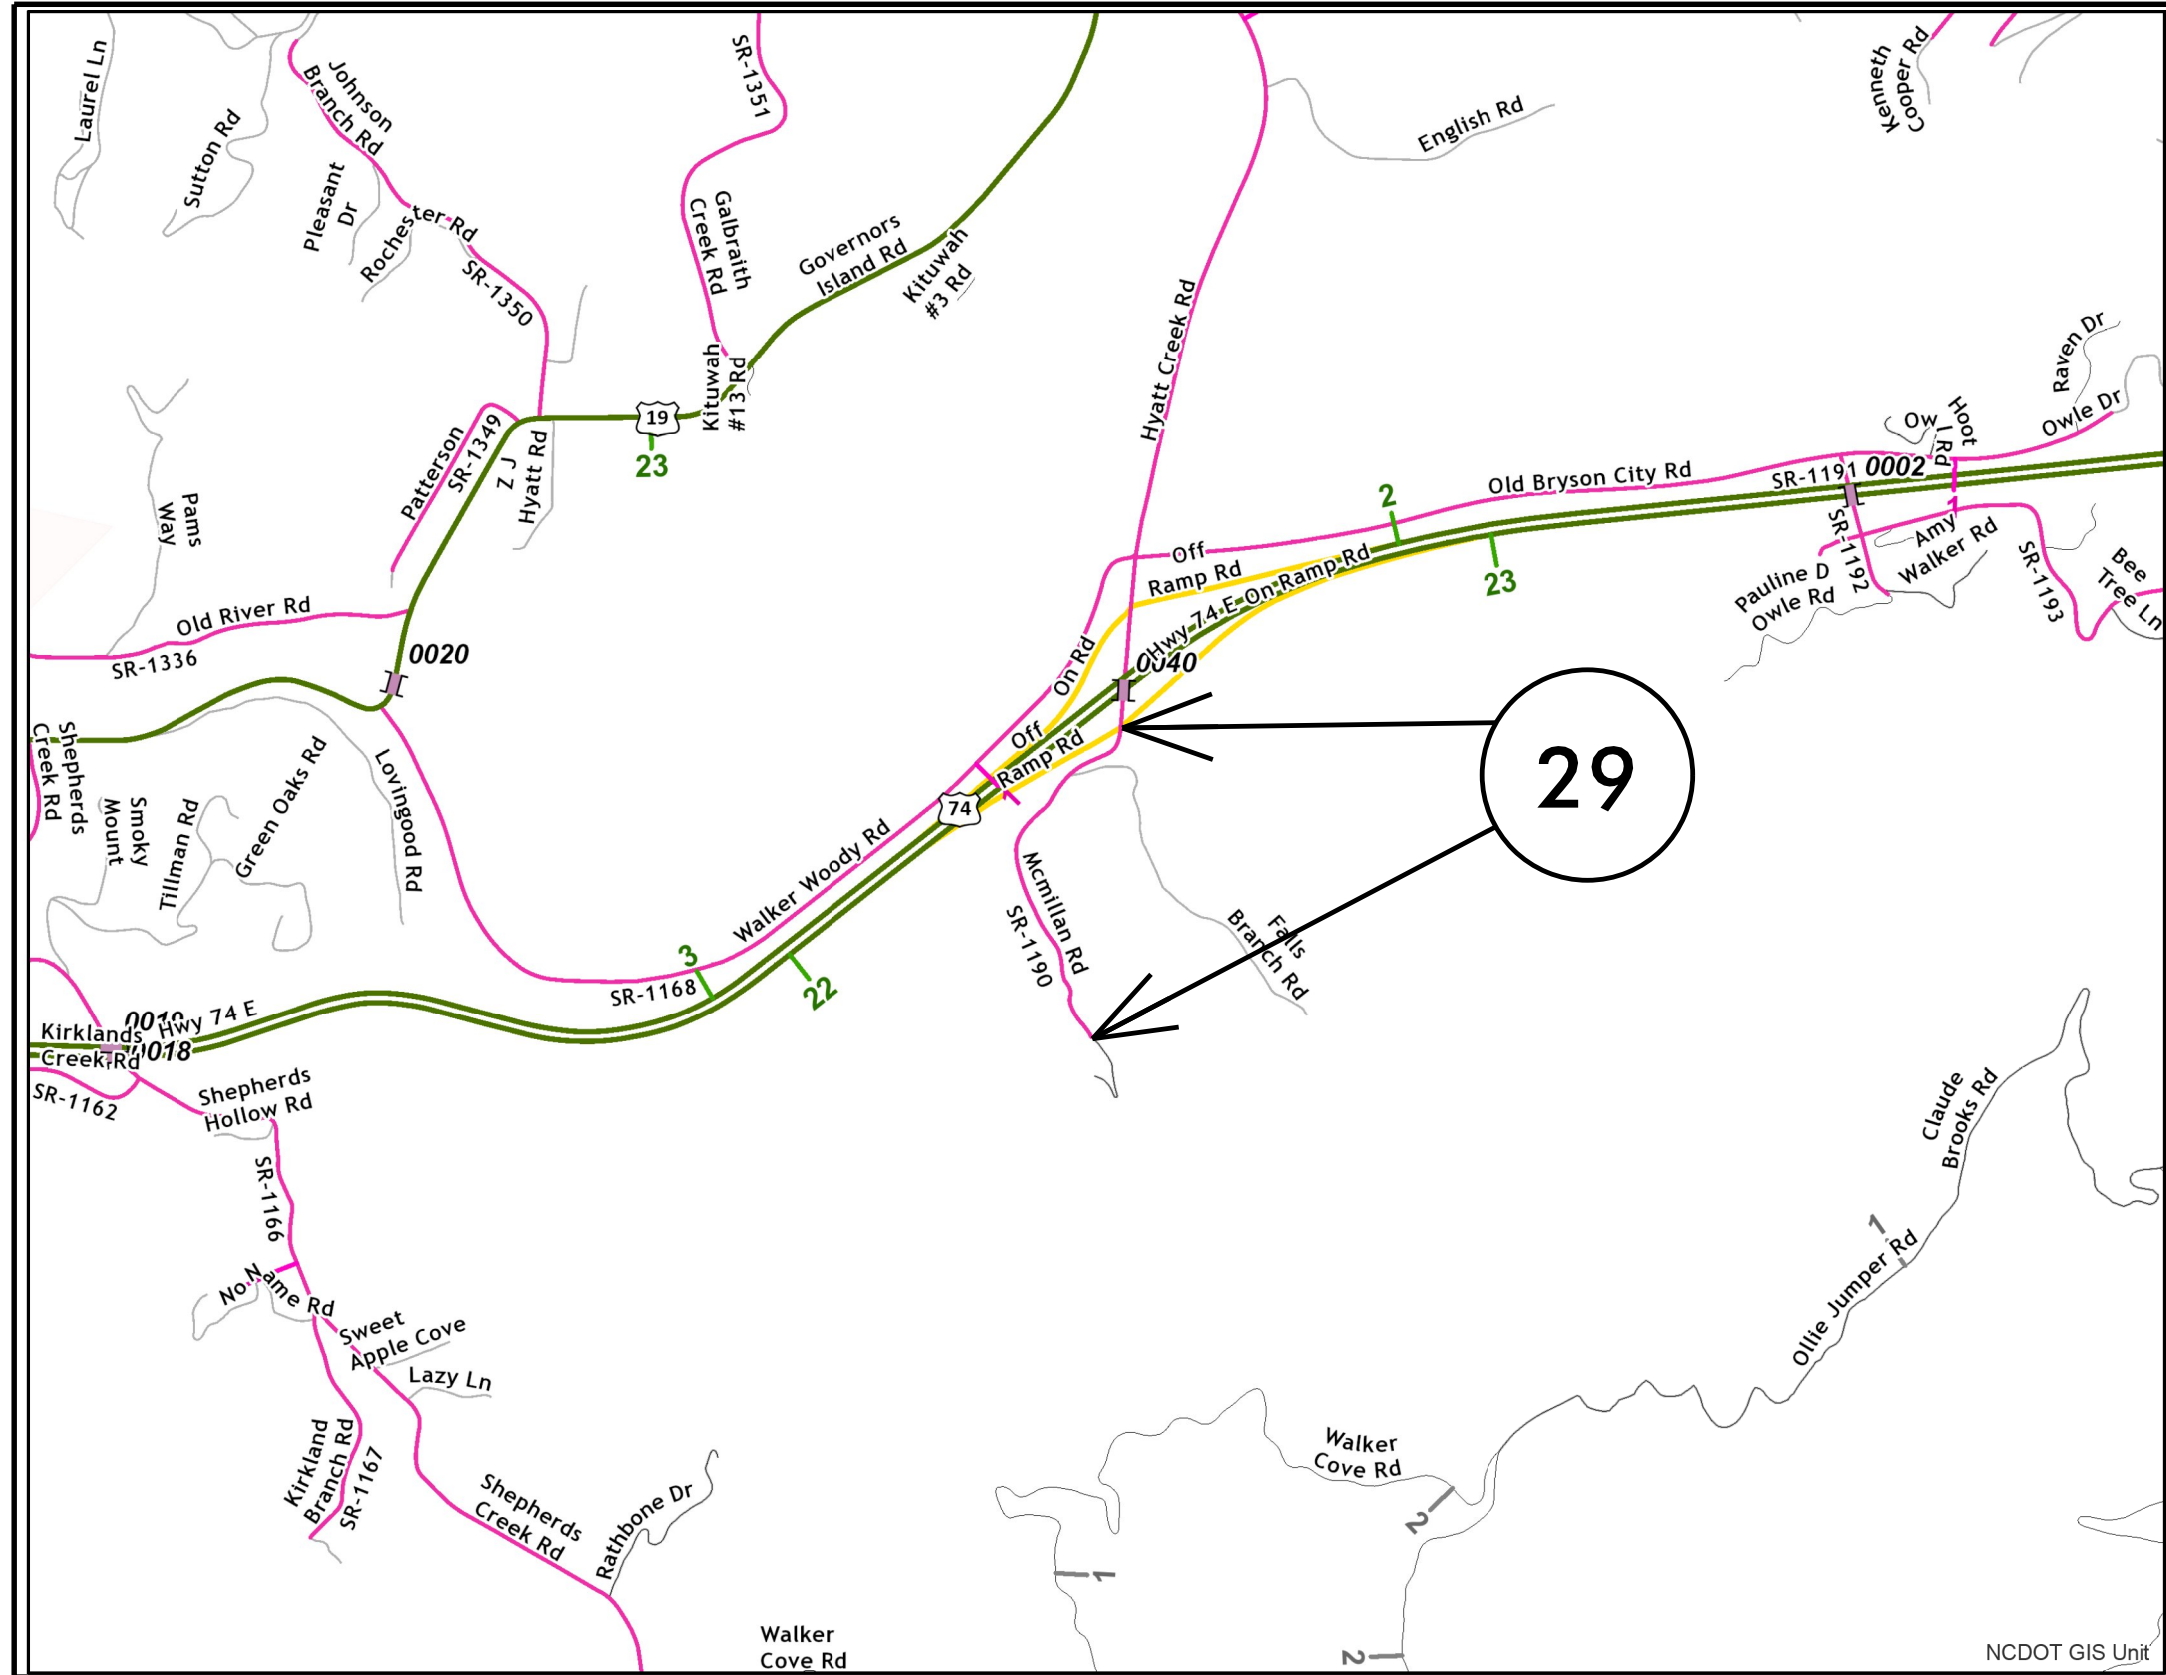 Laurel Ln
Sutton Rd
Johnson
Branch Rd
Pleasant
Dr
Rochester Rd
SR-1350
SR-1351
Galbraith
Creek Rd
Governors
Island Rd
Kituwah
#3 Rd
Kituwah
#13 Rd
19
23
Patterson
SR-1349
Z J
Hyatt Rd
Pams
Way
Old River Rd
SR-1336
0020
English Rd
Kenneth
Cooper Rd
Hyatt Creek Rd
Raven Dr
Owle Dr
Hoot
Ow
l Rd
Old Bryson City Rd
SR-1191
0002
1
2
23
Off
Ramp Rd
Hwy 74 E On Ramp Rd
On Rd
0040
SR-1192
Amy
Walker Rd
Pauline D
Owle Rd
SR-1193
Bee
Tree Ln
Off
Ramp Rd
74
29
Shepherds
Creek Rd
Smoky
Mount
Tillman Rd
Green Oaks Rd
Lovingood Rd
Walker Woody Rd
3
22
SR-1168
Mcmillan Rd
SR-1190
Falls
Branch Rd
Hwy 74 E
Kirklands
Creek Rd
0018
SR-1162
Shepherds
Hollow Rd
SR-1166
No Name Rd
Sweet
Apple Cove
Lazy Ln
Kirkland
Branch Rd
SR-1167
Shepherds
Creek Rd
Rathbone Dr
Claude
Brooks Rd
1
Ollie Jumper Rd
Walker
Cove Rd
2
1
2
Walker
Cove Rd
NCDOT GIS Unit